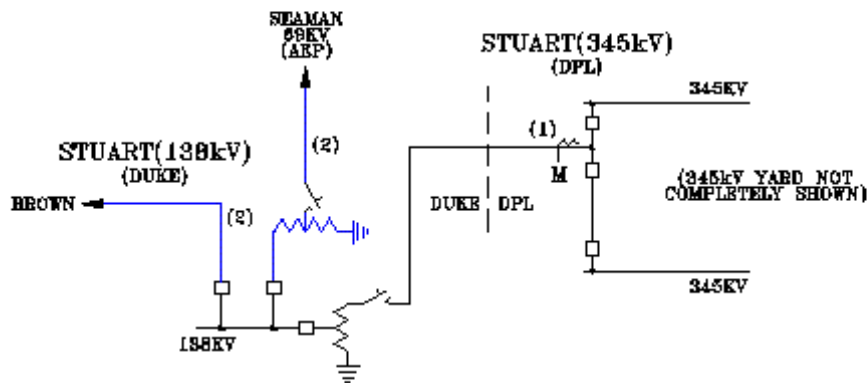 SEAMAN
69KV
(AEP)
STUART(345kV)
(DPL)
345KV
(1)
(2)
STUART(138kV)
(DUKE)
M
(345kV YARD NOT
COMPLETELY SHOWN)
BROWN
(2)
DUKE
DPL
345KV
138KV